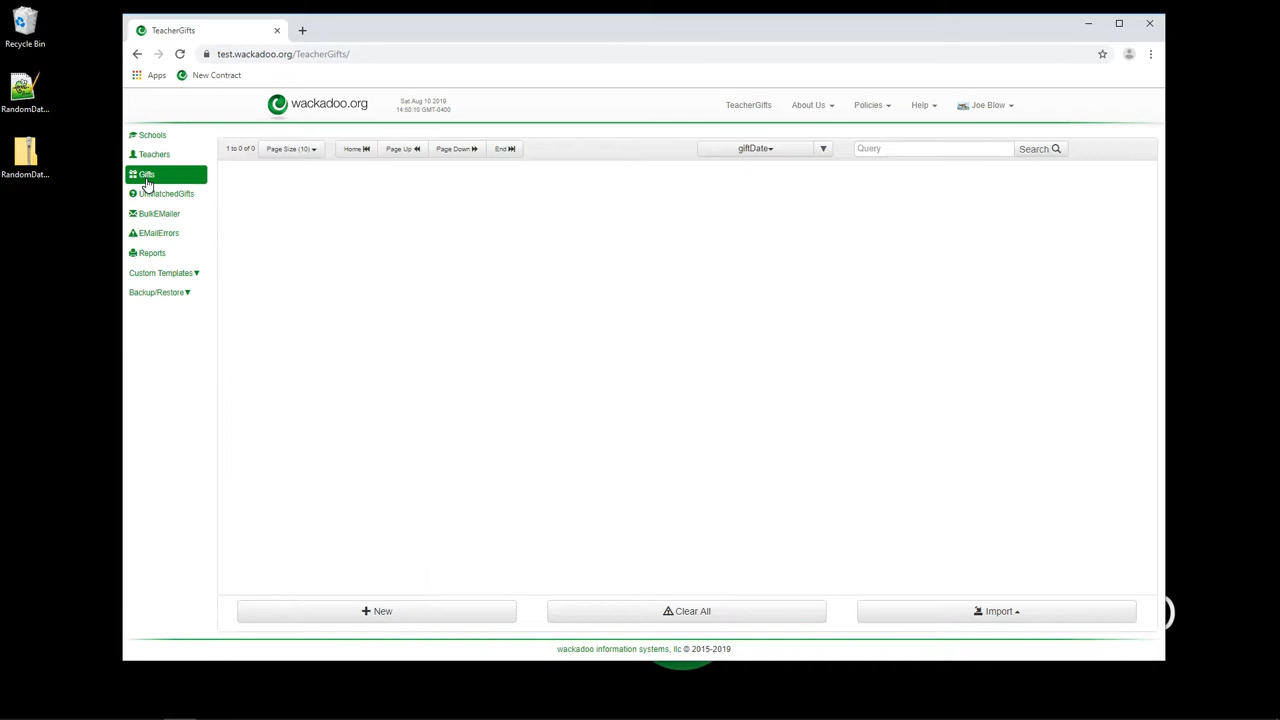 Recycle Bin
RandomDat...
RandomDat...
TeacherGifts
test.wackadoo.org/TeacherGifts/
Apps
New Contract
wackadoo.org
Sat Aug 10 2019
14:50:10 GMT-0400
TeacherGifts
About Us
Policies
Help
Joe Blow
Schools
Teachers
Gifts
UnMatchedGifts
BulkEMailer
EMailErrors
Reports
Custom Templates
Backup/Restore
1 to 0 of 0
Page Size (10)
Home
Page Up
Page Down
End
giftDate
Query
Search
New
Clear All
Import
wackadoo information systems, llc © 2015-2019